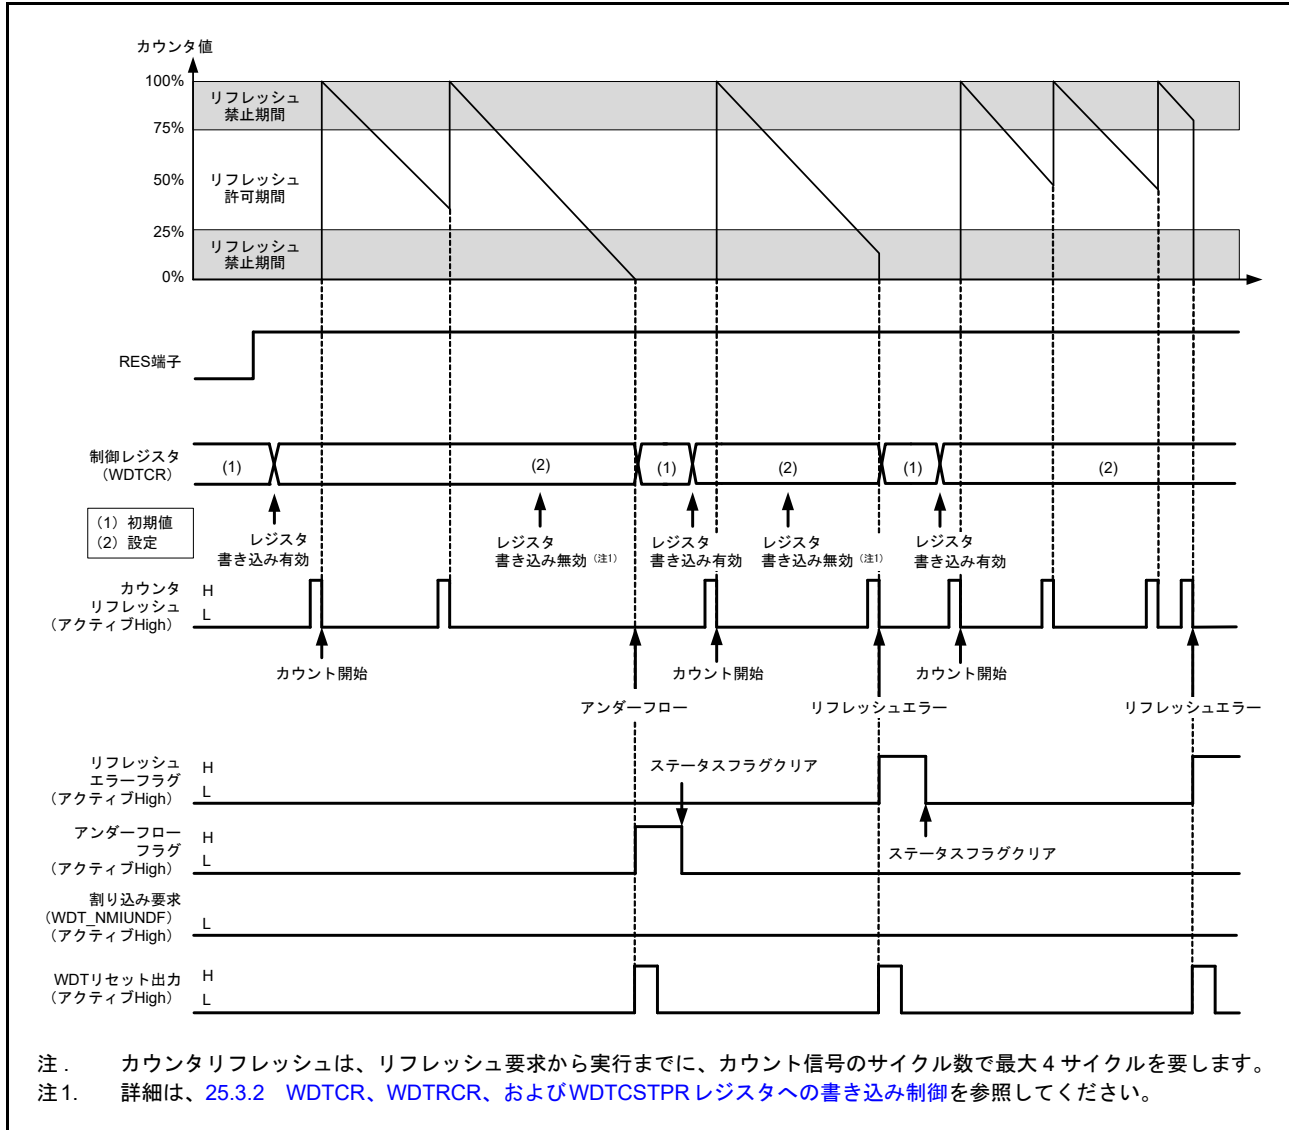 カウンタ値
100%
リフレッシュ
禁止期間
75%
50%
リフレッシュ
許可期間
25%
リフレッシュ
禁止期間
0%
RES端子
制御レジスタ
(WDTCR)
(1)
(2)
(1)
(2)
(1)
(2)
(1) 初期値
(2) 設定
レジスタ
書き込み有効
レジスタ
書き込み無効(注1)
レジスタ
書き込み有効
レジスタ
書き込み無効(注1)
レジスタ
書き込み有効
カウンタ
リフレッシュ
(アクティブHigh)
H
L
カウント開始
カウント開始
カウント開始
アンダーフロー
リフレッシュエラー
リフレッシュエラー
リフレッシュ
エラーフラグ
(アクティブHigh)
H
L
ステータスフラグクリア
アンダーフロー
フラグ
(アクティブHigh)
H
L
ステータスフラグクリア
割り込み要求
(WDT_NMIUNDF)
(アクティブHigh)
L
WDTリセット出力
(アクティブHigh)
H
L
注. カウンタリフレッシュは、リフレッシュ要求から実行までに、カウント信号のサイクル数で最大 4 サイクルを要します。
注1. 詳細は、25.3.2 WDTCR、WDTRCR、およびWDTCSTPR レジスタへの書き込み制御を参照してください。